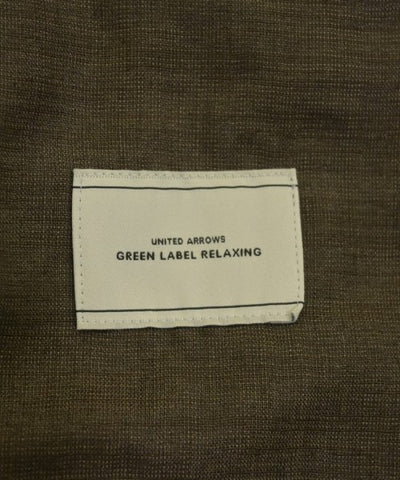 UNITED ARROWS
GREEN LABEL RELAXING